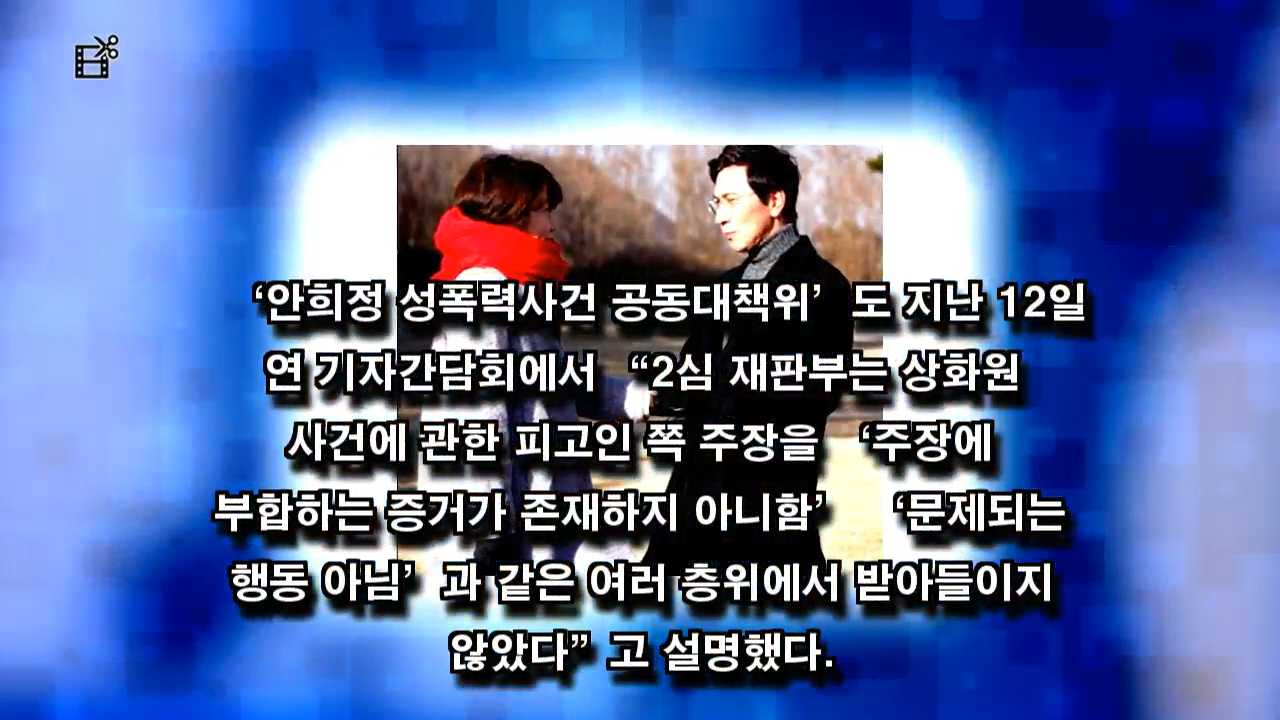 ‘안희정 성폭력사건 공동대책위’ 도 지난 12일
연 기자간담회에서 “2심 재판부는 상화원
사건에 관한 피고인 쪽 주장을 ‘주장에
부합하는 증거가 존재하지 아니함’ ‘문제되는
행동 아님’ 과 같은 여러 층위에서 받아들이지
않았다” 고 설명했다.